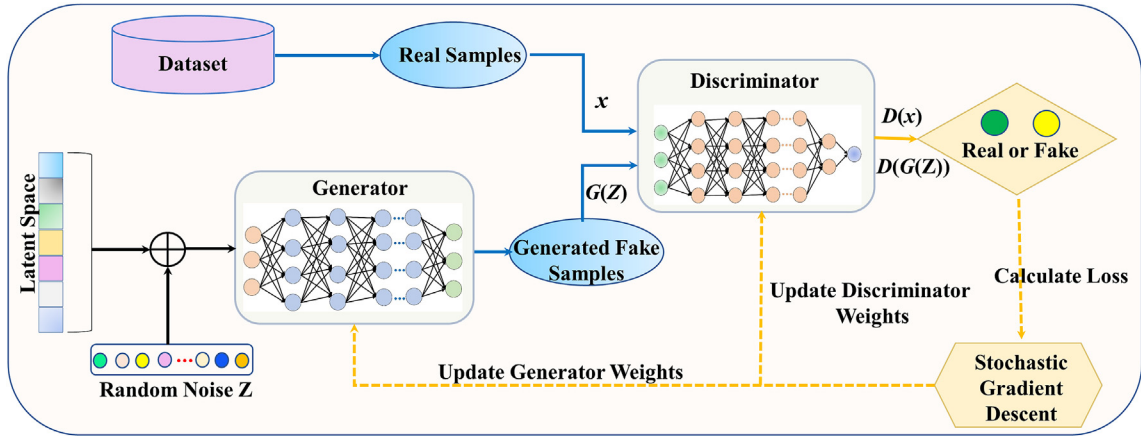 Dataset
Real Samples
x
Discriminator
D(x)
D(G(Z))
Real or Fake
Latent Space
Generator
G(Z)
Generated Fake
Samples
Random Noise Z
Calculate Loss
Update Discriminator
Weights
Update Generator Weights
Stochastic
Gradient
Descent